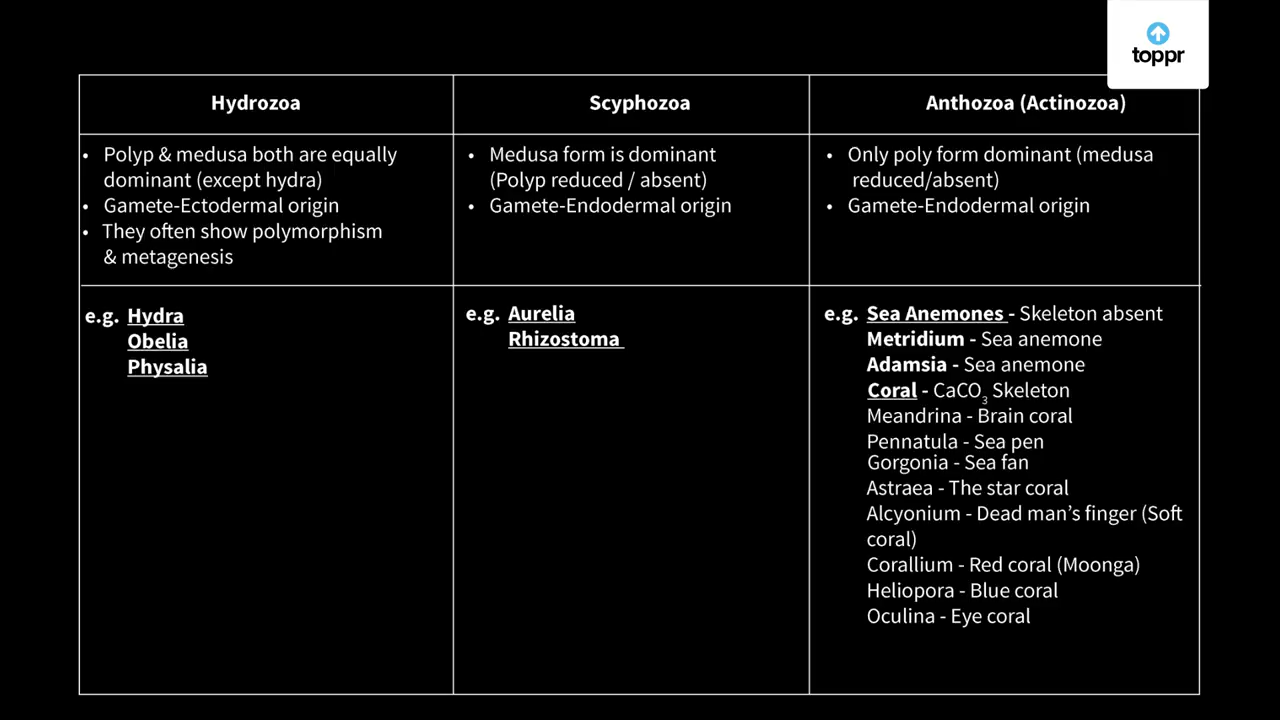 toppr
Hydrozoa
Scyphozoa
Anthozoa (Actinozoa)
• Polyp & medusa both are equally
dominant (except hydra)
• Gamete-Ectodermal origin
• They often show polymorphism
& metagenesis
• Medusa form is dominant
(Polyp reduced / absent)
• Gamete-Endodermal origin
• Only poly form dominant (medusa
reduced/absent)
• Gamete-Endodermal origin
e.g. Hydra
Obelia
Physalia
e.g. Aurelia
Rhizostoma
e.g. Sea Anemones - Skeleton absent
Metridium - Sea anemone
Adamsia - Sea anemone
Coral - CaCO₃ Skeleton
Meandrina - Brain coral
Pennatula - Sea pen
Gorgonia - Sea fan
Astraea - The star coral
Alcyonium - Dead man’s finger (Soft
coral)
Corallium - Red coral (Moonga)
Heliopora - Blue coral
Oculina - Eye coral